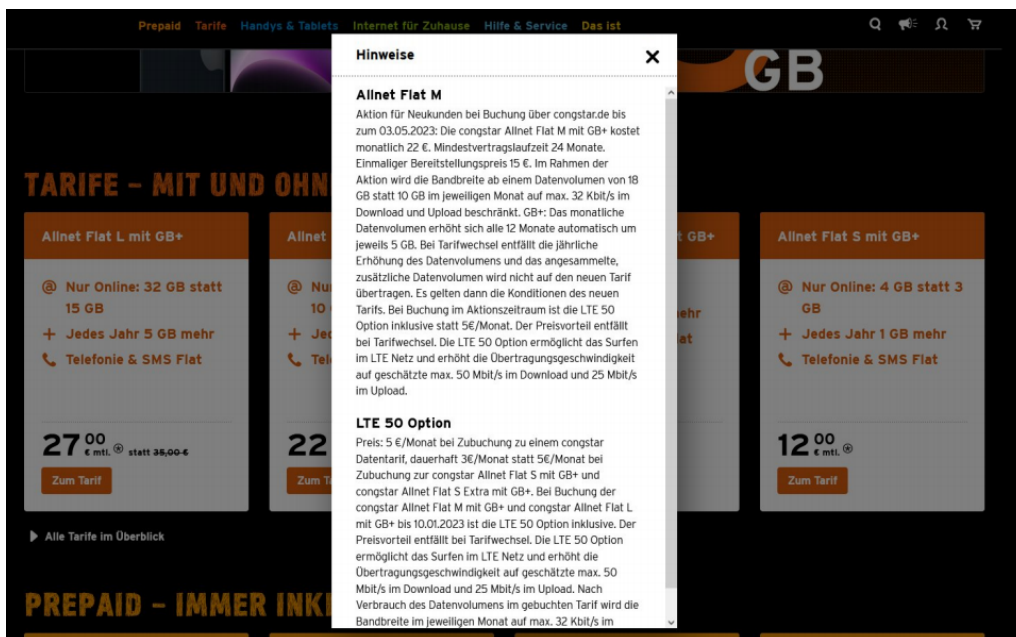 Prepaid Tarife Handys & Tablets Internet für Zuhause Hilfe & Service Das ist
GB
Hinweise
Allnet Flat M
Aktion für Neukunden bei Buchung über congstar.de bis
zum 03.05.2023: Die congstar Allnet Flat M mit GB+ kostet
monatlich 22 €. Mindestvertragslaufzeit 24 Monate.
Einmaliger Bereitstellungspreis 15 €. Im Rahmen der
Aktion wird die Bandbreite ab einem Datenvolumen von 18
GB statt 10 GB im jeweiligen Monat auf max. 32 Kbit/s im
Download und Upload beschränkt. GB+: Das monatliche
Datenvolumen erhöht sich alle 12 Monate automatisch um
jeweils 5 GB. Bei Tarifwechsel entfällt die jährliche
Erhöhung des Datenvolumens und das angesammelte,
zusätzliche Datenvolumen wird nicht auf den neuen Tarif
übertragen. Es gelten dann die Konditionen des neuen
Tarifs. Bei Buchung im Aktionszeitraum ist die LTE 50
Option inklusive statt 5€/Monat. Der Preisvorteil entfällt
bei Tarifwechsel. Die LTE 50 Option ermöglicht das Surfen
im LTE Netz und erhöht die Übertragungsgeschwindigkeit
auf geschätzte max. 50 Mbit/s im Download und 25 Mbit/s
im Upload.
LTE 50 Option
Preis: 5 €/Monat bei Zubuchung zu einem congstar
Datentarif, dauerhaft 3€/Monat statt 5€/Monat bei
Zubuchung zur congstar Allnet Flat S mit GB+ und
congstar Allnet Flat S Extra mit GB+. Bei Buchung der
congstar Allnet Flat M mit GB+ und congstar Allnet Flat L
mit GB+ bis 10.01.2023 ist die LTE 50 Option inklusive. Der
Preisvorteil entfällt bei Tarifwechsel. Die LTE 50 Option
ermöglicht das Surfen im LTE Netz und erhöht die
Übertragungsgeschwindigkeit auf geschätzte max. 50
Mbit/s im Download und 25 Mbit/s im Upload. Nach
Verbrauch des Datenvolumens im gebuchten Tarif wird die
Bandbreite im jeweiligen Monat auf max. 32 Kbit/s im
TARIFE – MIT UND OHN
Allnet Flat L mit GB+
@ Nur Online: 32 GB statt
15 GB
+ Jedes Jahr 5 GB mehr
Telefonie & SMS Flat
27 00
€ mtl. statt 35,00 €
Zum Tarif
Allnet
@ Nu
10
+ Jed
Tel
22
Zum T
t GB+
ehr
at
Allnet Flat S mit GB+
@ Nur Online: 4 GB statt 3
GB
+ Jedes Jahr 1 GB mehr
Telefonie & SMS Flat
12 00
€ mtl.
Zum Tarif
Alle Tarife im Überblick
PREPAID – IMMER INK